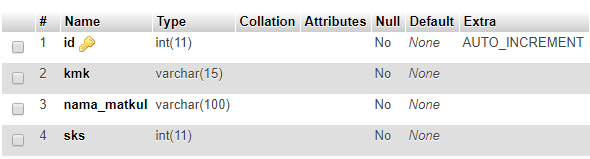 # Name Type Collation Attributes Null Default Extra
1 id int(11) No None AUTO_INCREMENT
2 kmk varchar(15) No None
3 nama_matkul varchar(100) No None
4 sks int(11) No None